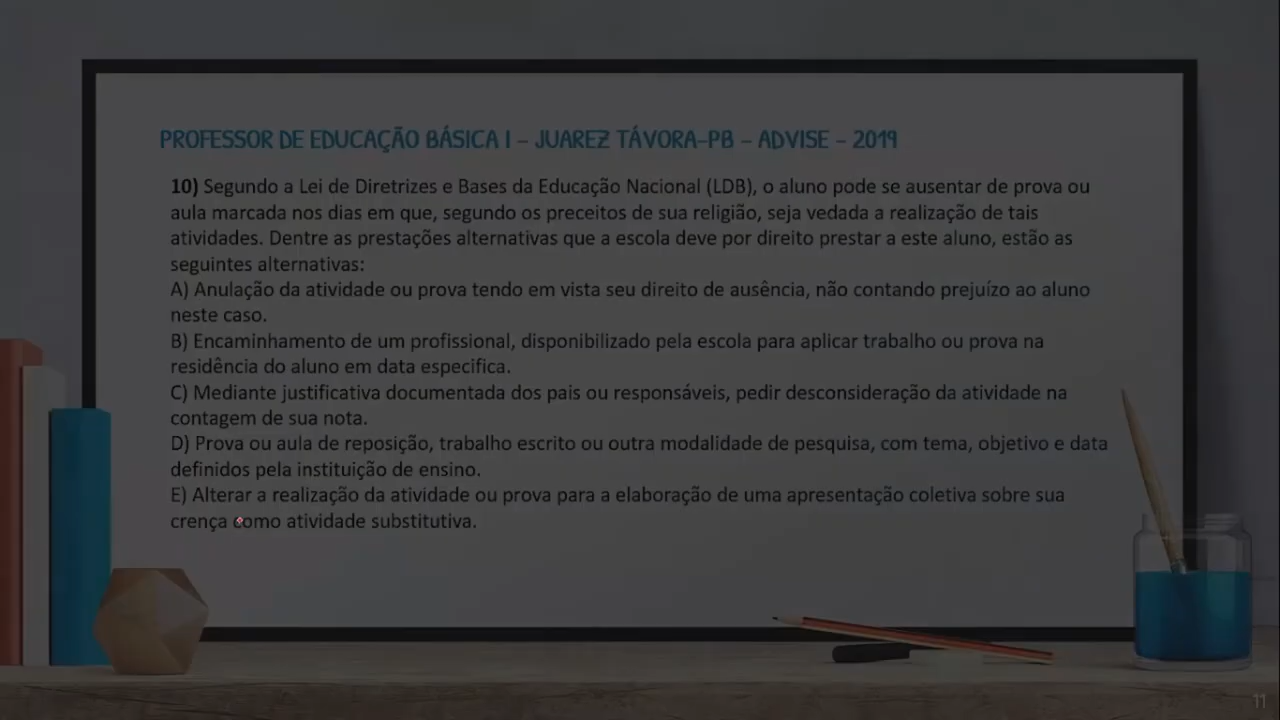 PROFESSOR DE EDUCAÇÃO BÁSICA I – JUAREZ TÁVORA-PB – ADVISE – 2019
10) Segundo a Lei de Diretrizes e Bases da Educação Nacional (LDB), o aluno pode se ausentar de prova ou
aula marcada nos dias em que, segundo os preceitos de sua religião, seja vedada a realização de tais
atividades. Dentre as prestações alternativas que a escola deve por direito prestar a este aluno, estão as
seguintes alternativas:
A) Anulação da atividade ou prova tendo em vista seu direito de ausência, não contando prejuízo ao aluno
neste caso.
B) Encaminhamento de um profissional, disponibilizado pela escola para aplicar trabalho ou prova na
residência do aluno em data especifica.
C) Mediante justificativa documentada dos pais ou responsáveis, pedir desconsideração da atividade na
contagem de sua nota.
D) Prova ou aula de reposição, trabalho escrito ou outra modalidade de pesquisa, com tema, objetivo e data
definidos pela instituição de ensino.
E) Alterar a realização da atividade ou prova para a elaboração de uma apresentação coletiva sobre sua
crença como atividade substitutiva.
11